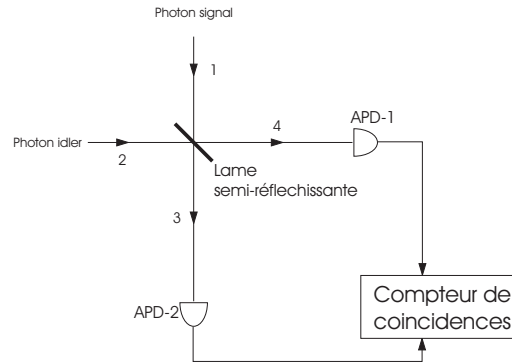 Photon signal
1
APD-1
4
Photon idler
2
Lame
semi-réflechissante
3
APD-2
Compteur de
coincidences